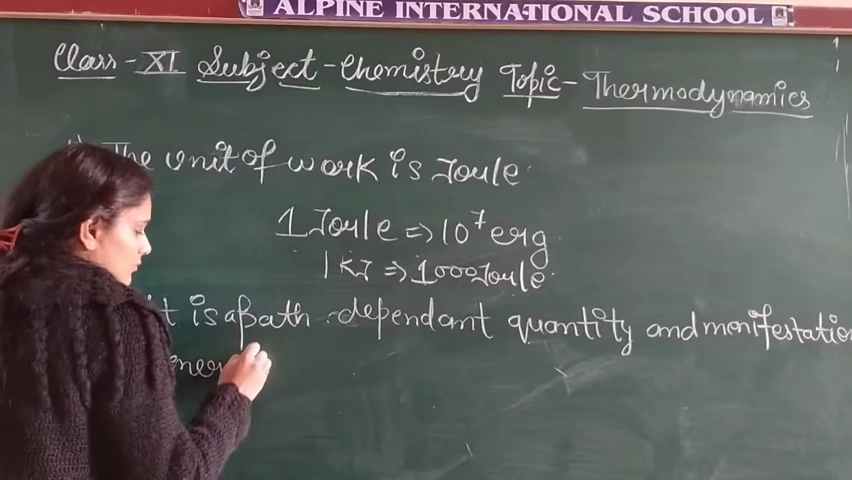 ALPINE INTERNATIONAL SCHOOL
Class - XI Subject - Chemistry Topic - Thermodynamics
The unit of work is Joule.
1 Joule => 10⁷ erg
1 KJ => 1000 Joule.
it is a path dependant quantity and menifestation